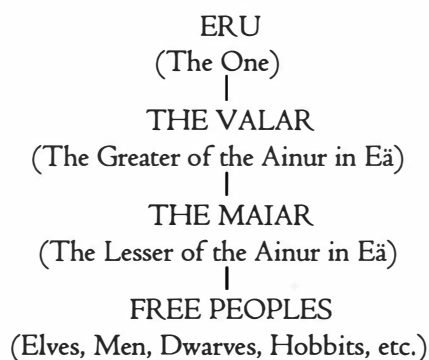 ERU
(The One)
THE VALAR
(The Greater of the Ainur in Eä)
THE MAIAR
(The Lesser of the Ainur in Eä)
FREE PEOPLES
(Elves, Men, Dwarves, Hobbits, etc.)